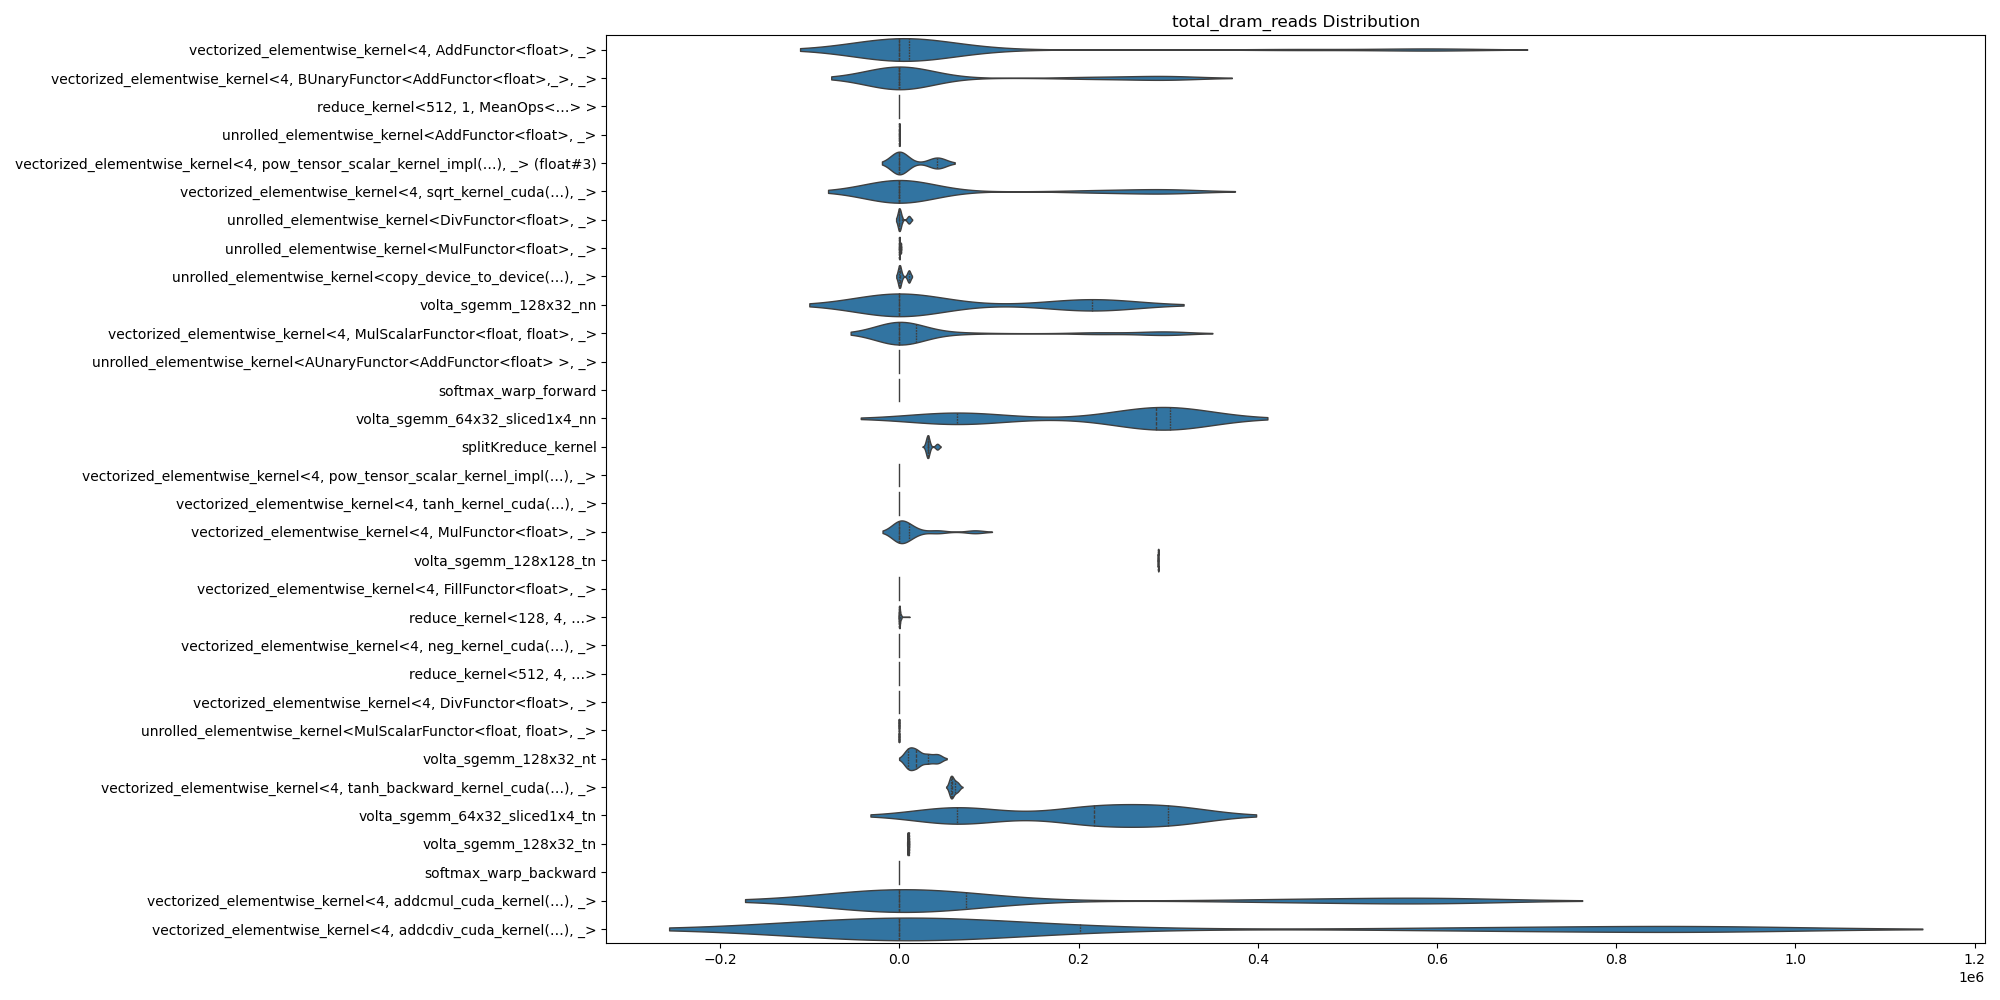 total_dram_reads Distribution
vectorized_elementwise_kernel<4, AddFunctor<float>, _>
vectorized_elementwise_kernel<4, BUnaryFunctor<AddFunctor<float>,_>, _>
reduce_kernel<512, 1, MeanOps<...> >
unrolled_elementwise_kernel<AddFunctor<float>, _>
vectorized_elementwise_kernel<4, pow_tensor_scalar_kernel_impl(...), _> (float#3)
vectorized_elementwise_kernel<4, sqrt_kernel_cuda(...), _>
unrolled_elementwise_kernel<DivFunctor<float>, _>
unrolled_elementwise_kernel<MulFunctor<float>, _>
unrolled_elementwise_kernel<copy_device_to_device(...), _>
volta_sgemm_128x32_nn
vectorized_elementwise_kernel<4, MulScalarFunctor<float, float>, _>
unrolled_elementwise_kernel<AUnaryFunctor<AddFunctor<float> >, _>
softmax_warp_forward
volta_sgemm_64x32_sliced1x4_nn
splitKreduce_kernel
vectorized_elementwise_kernel<4, pow_tensor_scalar_kernel_impl(...), _>
vectorized_elementwise_kernel<4, tanh_kernel_cuda(...), _>
vectorized_elementwise_kernel<4, MulFunctor<float>, _>
volta_sgemm_128x128_tn
vectorized_elementwise_kernel<4, FillFunctor<float>, _>
reduce_kernel<128, 4, ...>
vectorized_elementwise_kernel<4, neg_kernel_cuda(...), _>
reduce_kernel<512, 4, ...>
vectorized_elementwise_kernel<4, DivFunctor<float>, _>
unrolled_elementwise_kernel<MulScalarFunctor<float, float>, _>
volta_sgemm_128x32_nt
vectorized_elementwise_kernel<4, tanh_backward_kernel_cuda(...), _>
volta_sgemm_64x32_sliced1x4_tn
volta_sgemm_128x32_tn
softmax_warp_backward
vectorized_elementwise_kernel<4, addcmul_cuda_kernel(...), _>
vectorized_elementwise_kernel<4, addcdiv_cuda_kernel(...), _>
−0.2 0.0 0.2 0.4 0.6 0.8 1.0 1.2
1e6